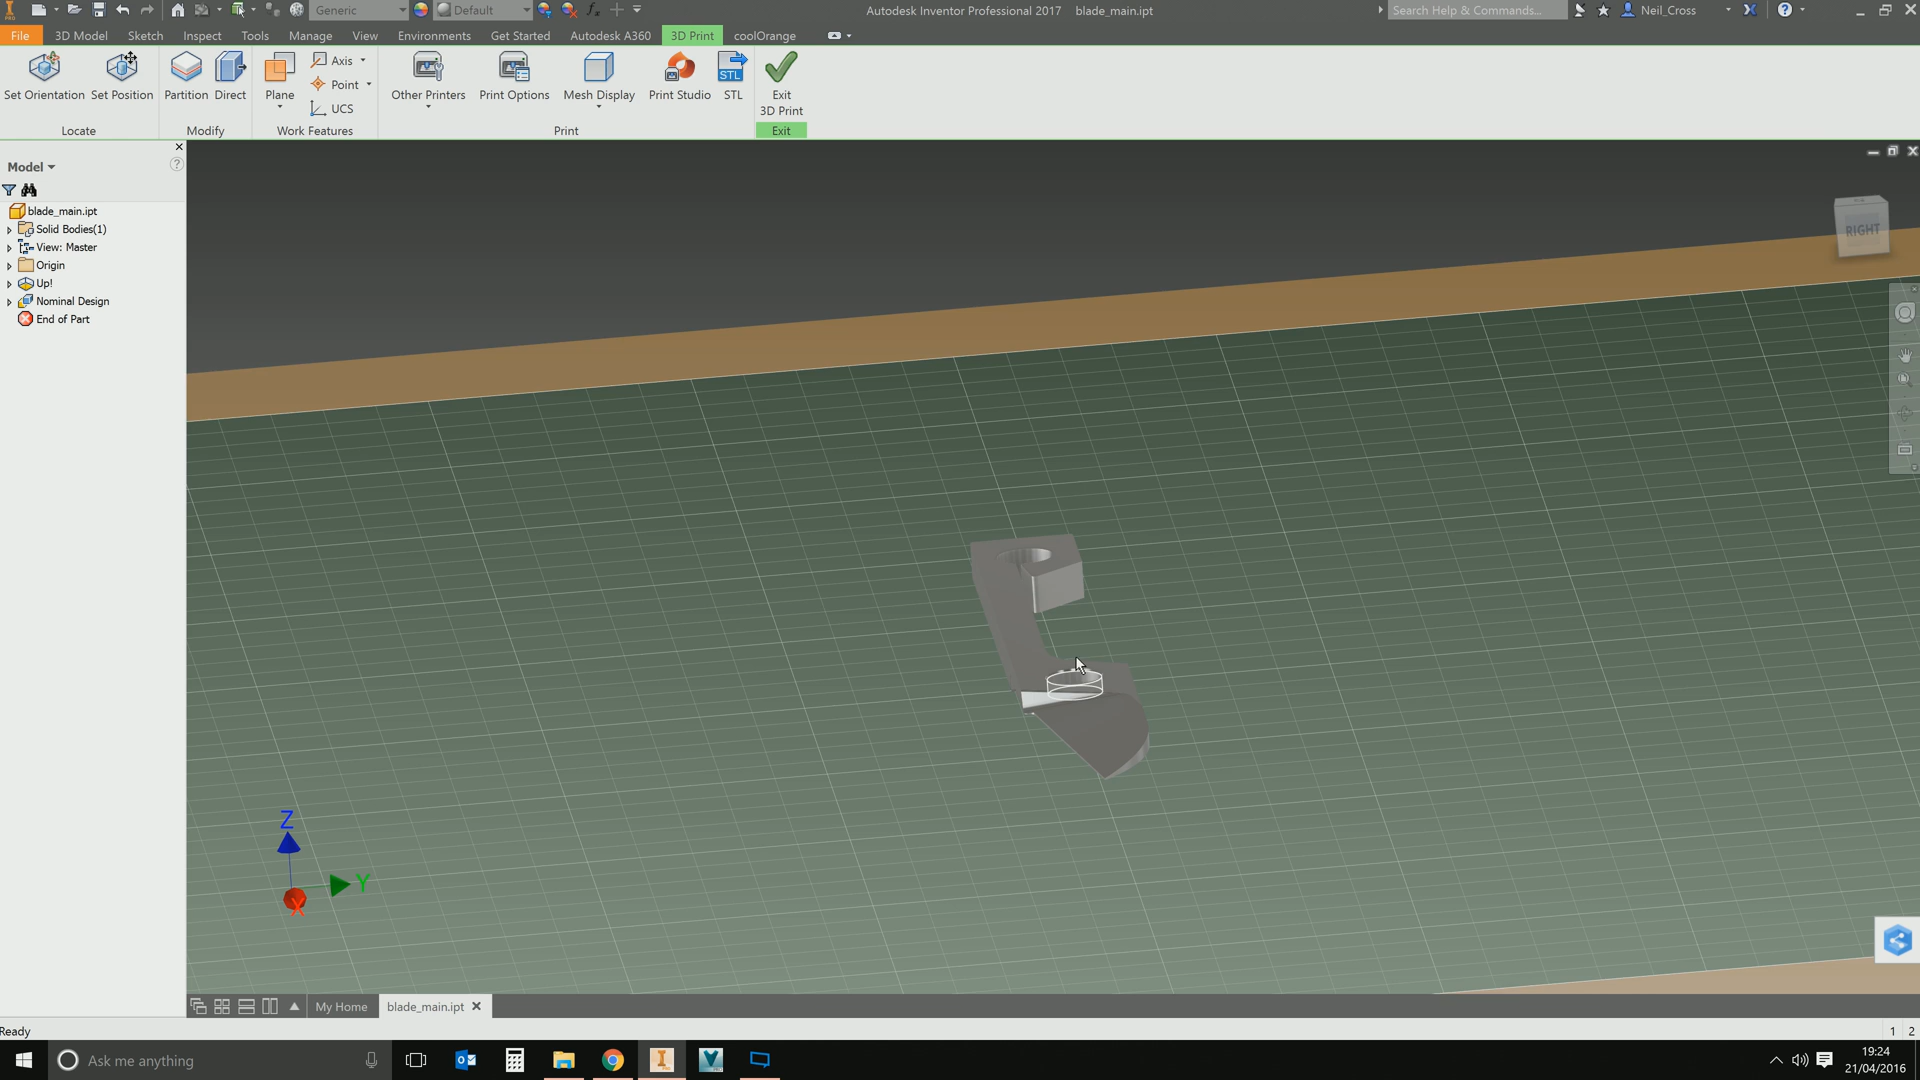 Generic
Default
Autodesk Inventor Professional 2017 blade_main.ipt
Search Help & Commands...
Neil_Cross
File 3D Model Sketch Inspect Tools Manage View Environments Get Started Autodesk A360 3D Print coolOrange
Set Orientation Set Position Partition Direct Plane Axis Point UCS Other Printers Print Options Mesh Display Print Studio STL STL Exit 3D Print
Locate Modify Work Features Print Exit
Model
blade_main.ipt
Solid Bodies(1)
View: Master
Origin
Up!
Nominal Design
End of Part
RIGHT
Z
Y
X
My Home blade_main.ipt
Ready
1 2
Ask me anything
19:24
21/04/2016